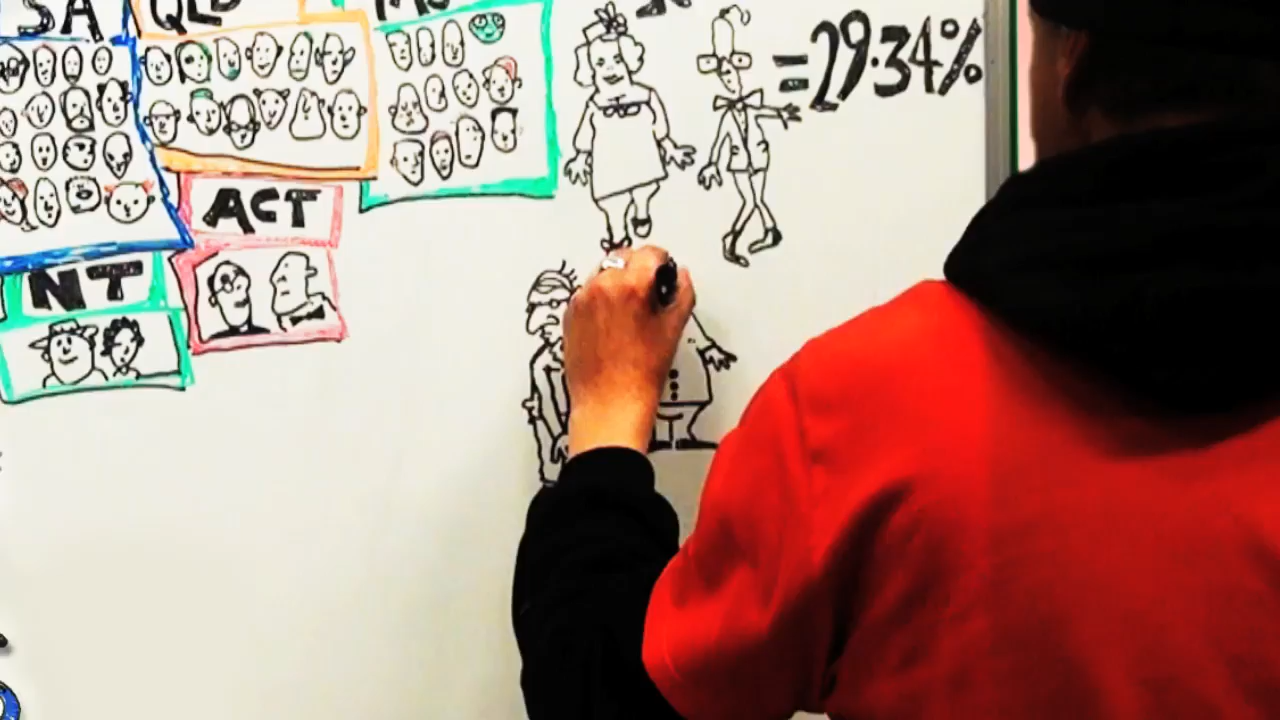 SA
QLD
= 29.34%
ACT
NT